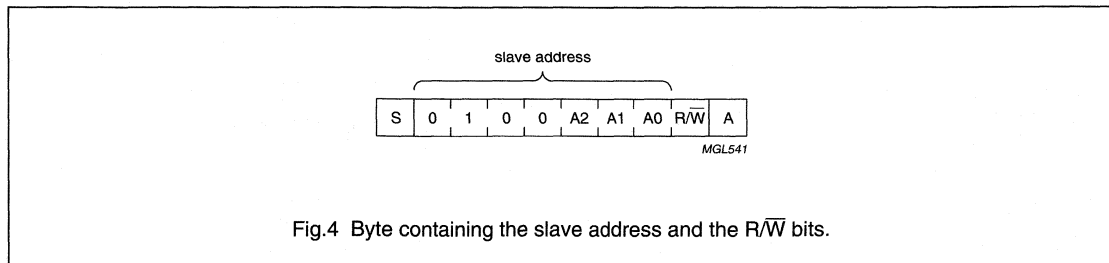 slave address
S 0 1 0 0 A2 A1 A0 R/W̅ A
MGL541
Fig.4 Byte containing the slave address and the R/W̅ bits.